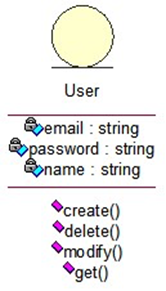 User
email : string
password : string
name : string
create()
delete()
modify()
get()